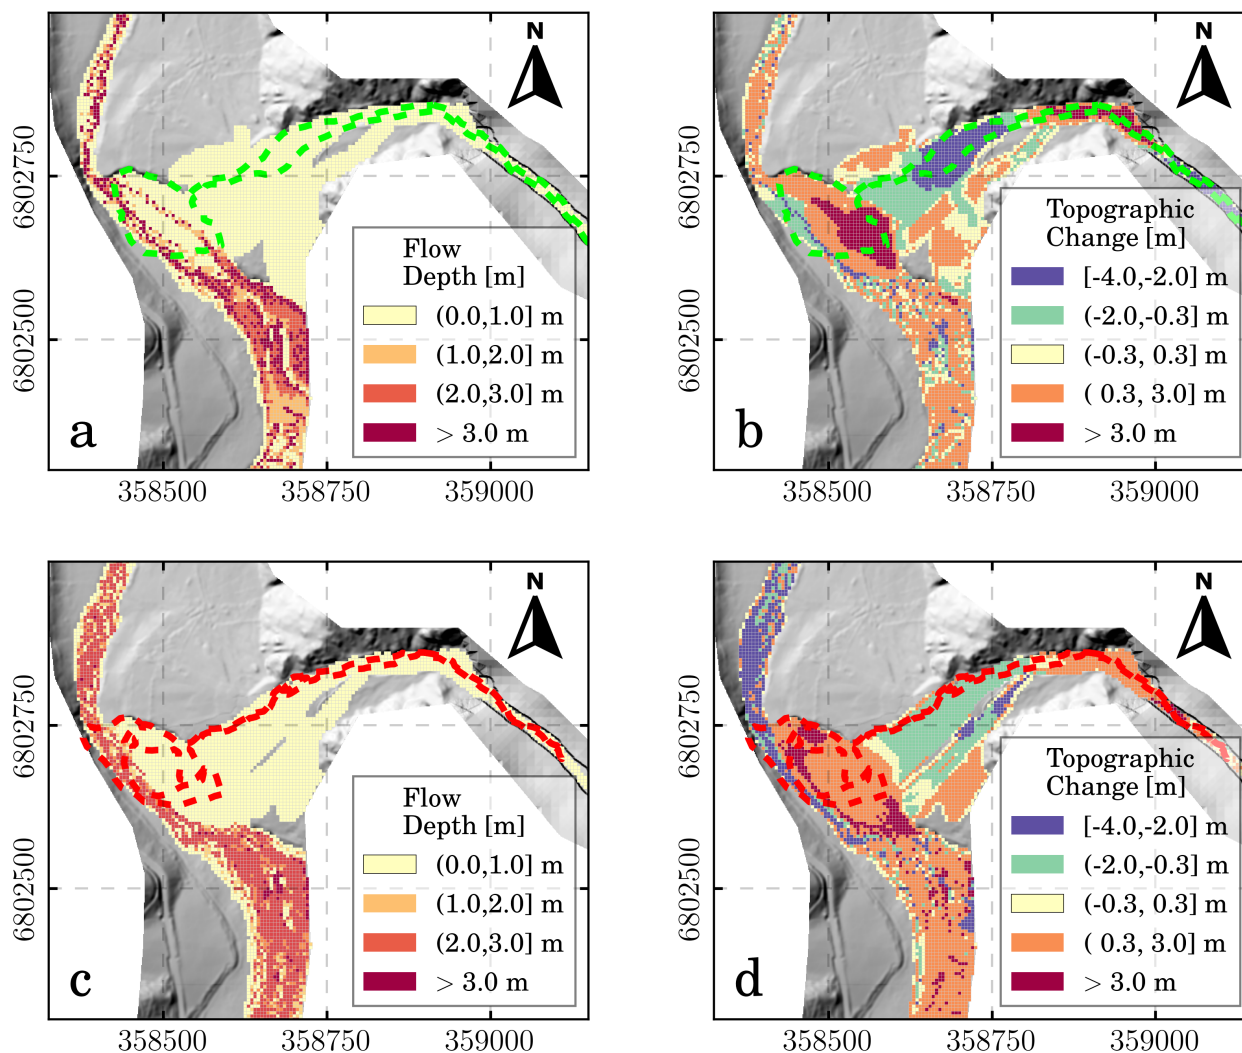 N
6802750
6802500
Flow
Depth [m]
(0.0,1.0] m
(1.0,2.0] m
(2.0,3.0] m
> 3.0 m
a
358500 358750 359000
N
6802750
6802500
Topographic
Change [m]
[-4.0,-2.0] m
(-2.0,-0.3] m
(-0.3, 0.3] m
( 0.3, 3.0] m
> 3.0 m
b
358500 358750 359000
N
6802750
6802500
Flow
Depth [m]
(0.0,1.0] m
(1.0,2.0] m
(2.0,3.0] m
> 3.0 m
c
358500 358750 359000
N
6802750
6802500
Topographic
Change [m]
[-4.0,-2.0] m
(-2.0,-0.3] m
(-0.3, 0.3] m
( 0.3, 3.0] m
> 3.0 m
d
358500 358750 359000